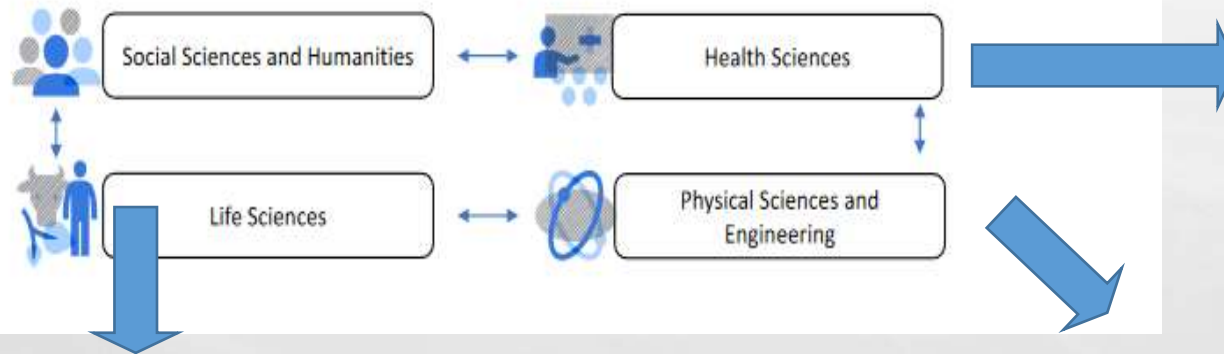 Social Sciences and Humanities
Health Sciences
Life Sciences
Physical Sciences and
Engineering